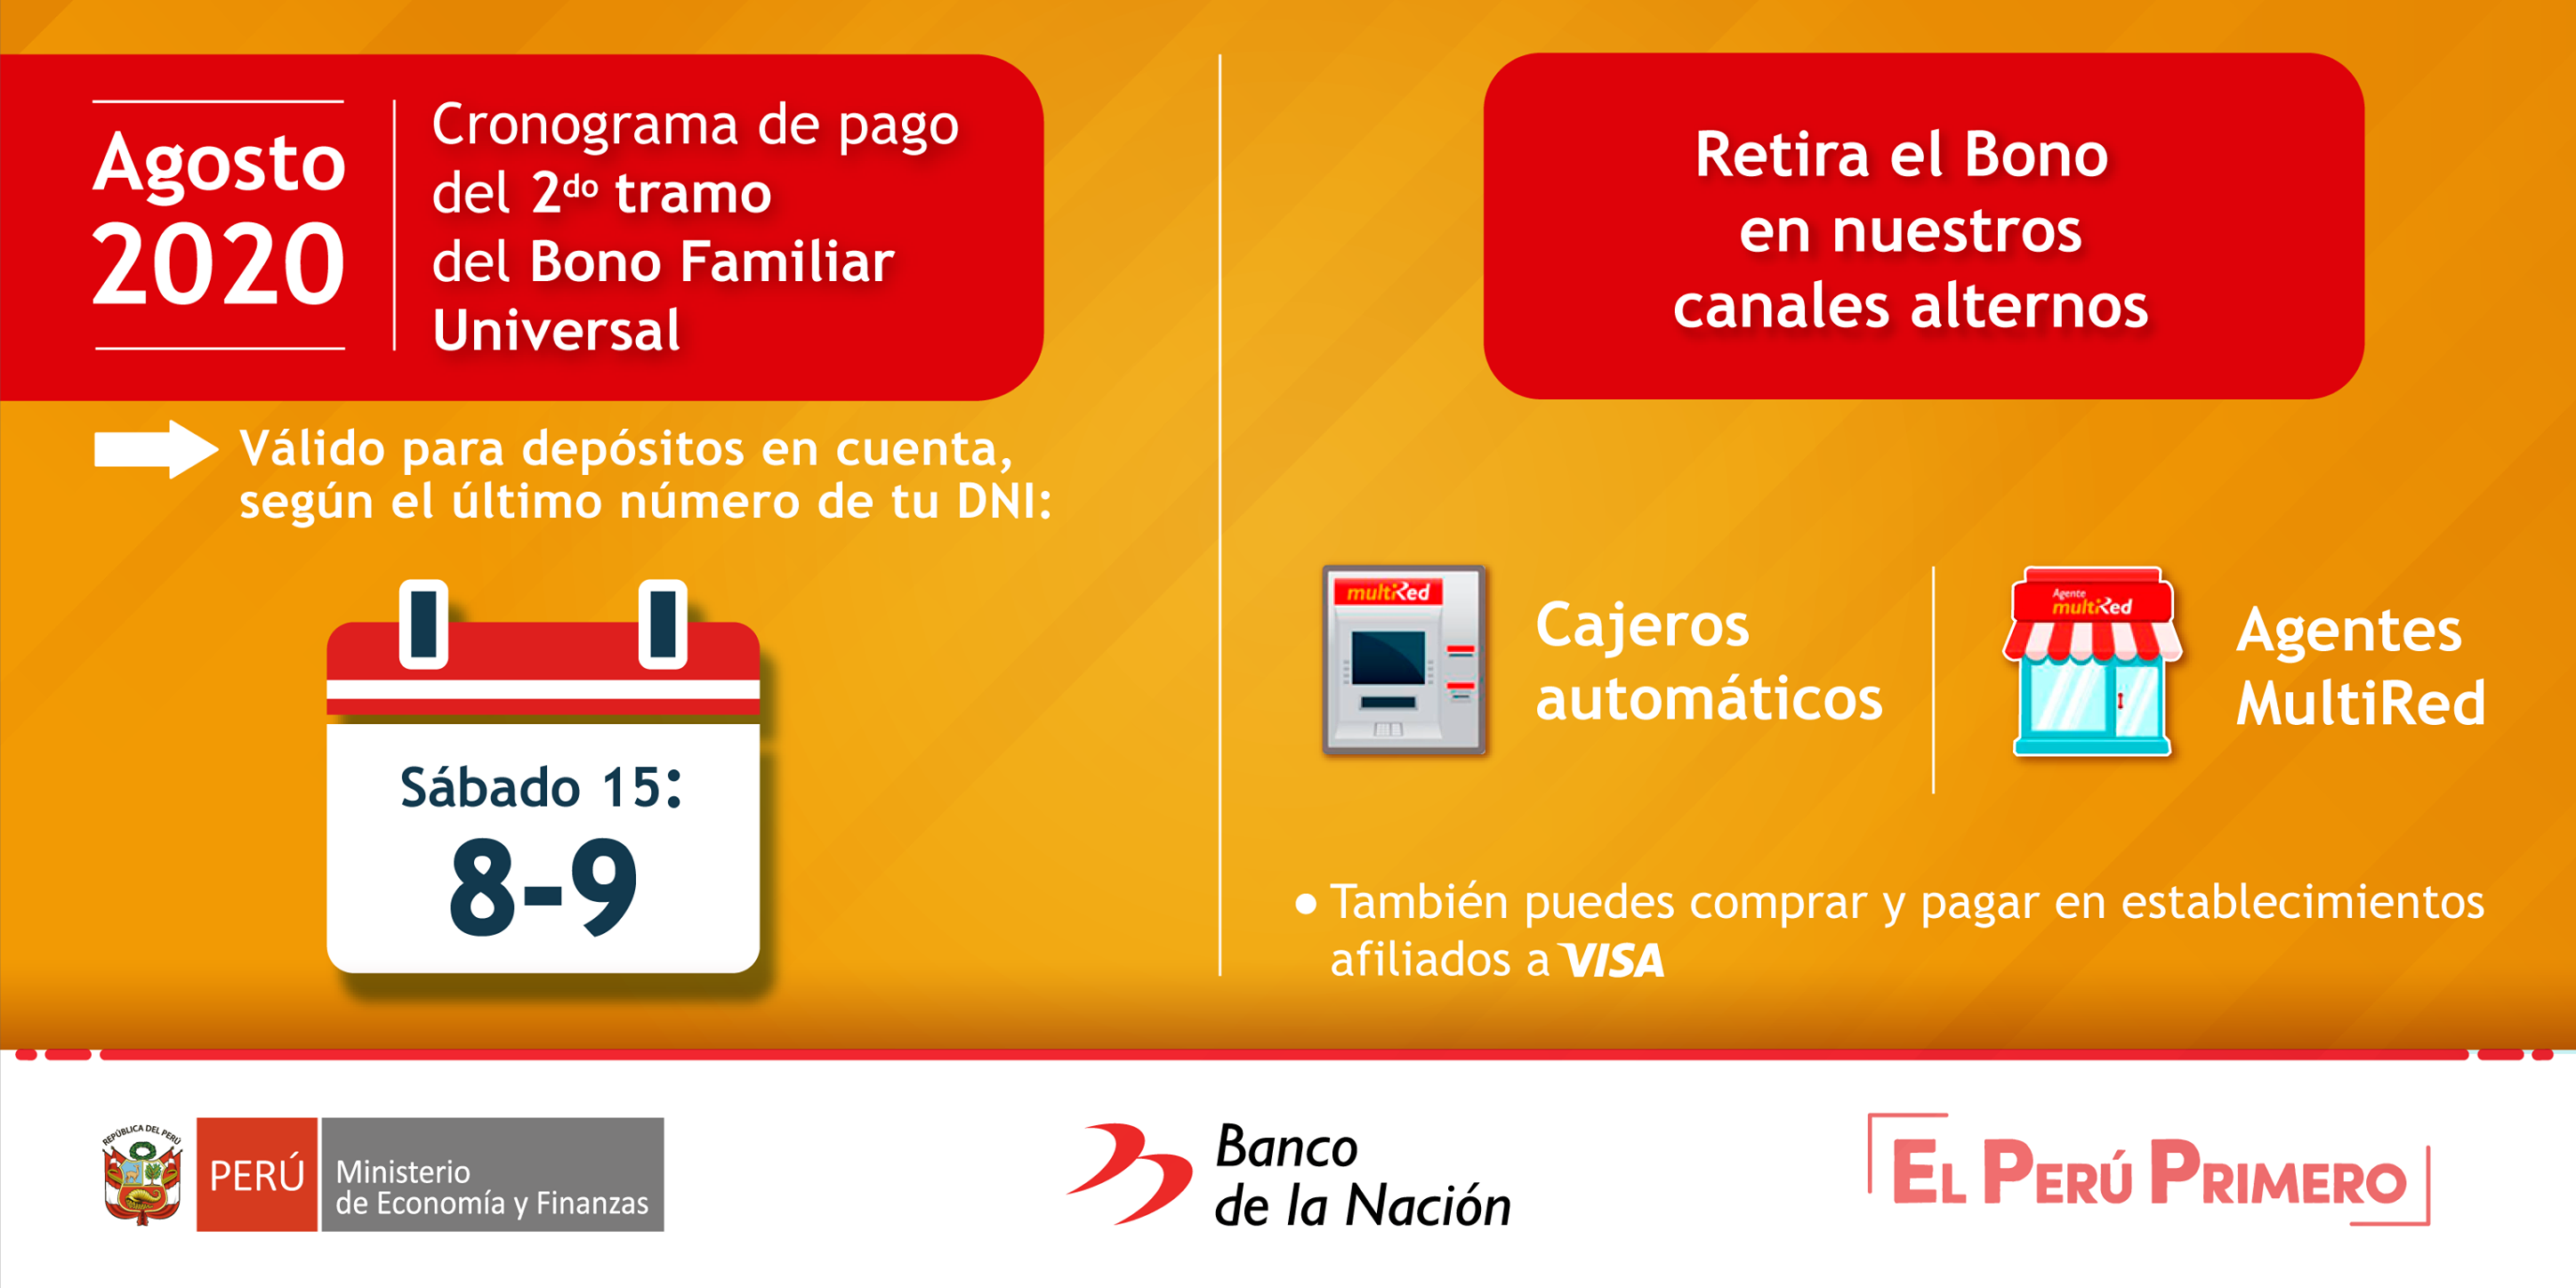 Agosto
2020
Cronograma de pago
del 2do tramo
del Bono Familiar
Universal
Válido para depósitos en cuenta,
según el último número de tu DNI:
Sábado 15:
8-9
Retira el Bono
en nuestros
canales alternos
multiRed
Cajeros
automáticos
Agente
multiRed
Agentes
MultiRed
● También puedes comprar y pagar en establecimientos
afiliados a VISA
REPÚBLICA DEL PERÚ
PERÚ
Ministerio
de Economía y Finanzas
Banco
de la Nación
EL PERÚ PRIMERO